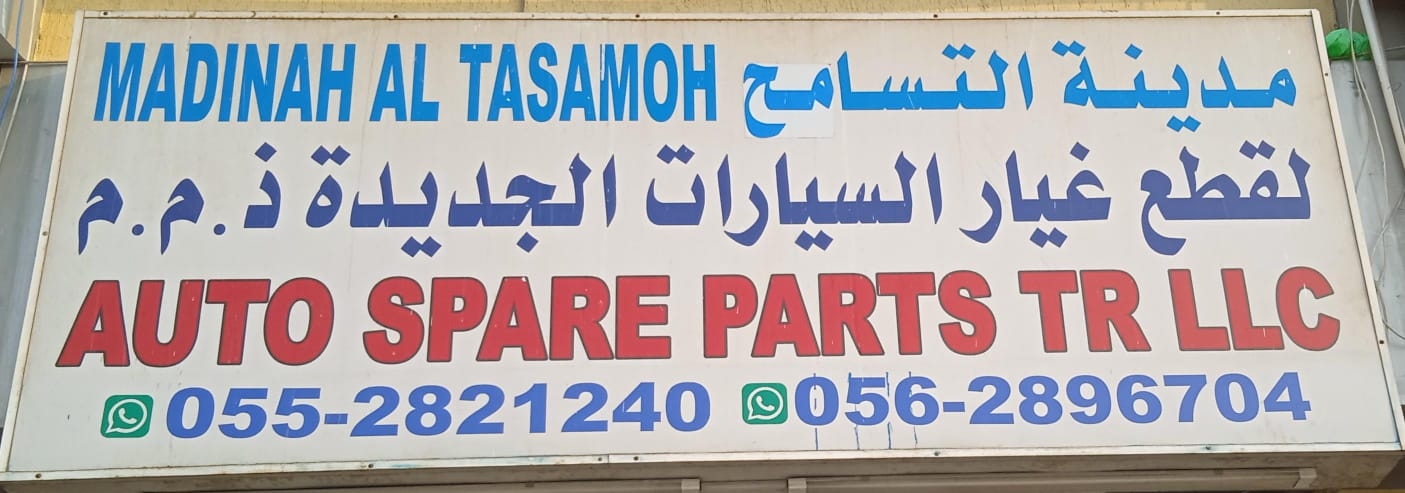 MADINAH AL TASAMOH مدينة التسامح
لقطع غيار السيارات الجديدة ذ.م.م
AUTO SPARE PARTS TR LLC
055-2821240 056-2896704